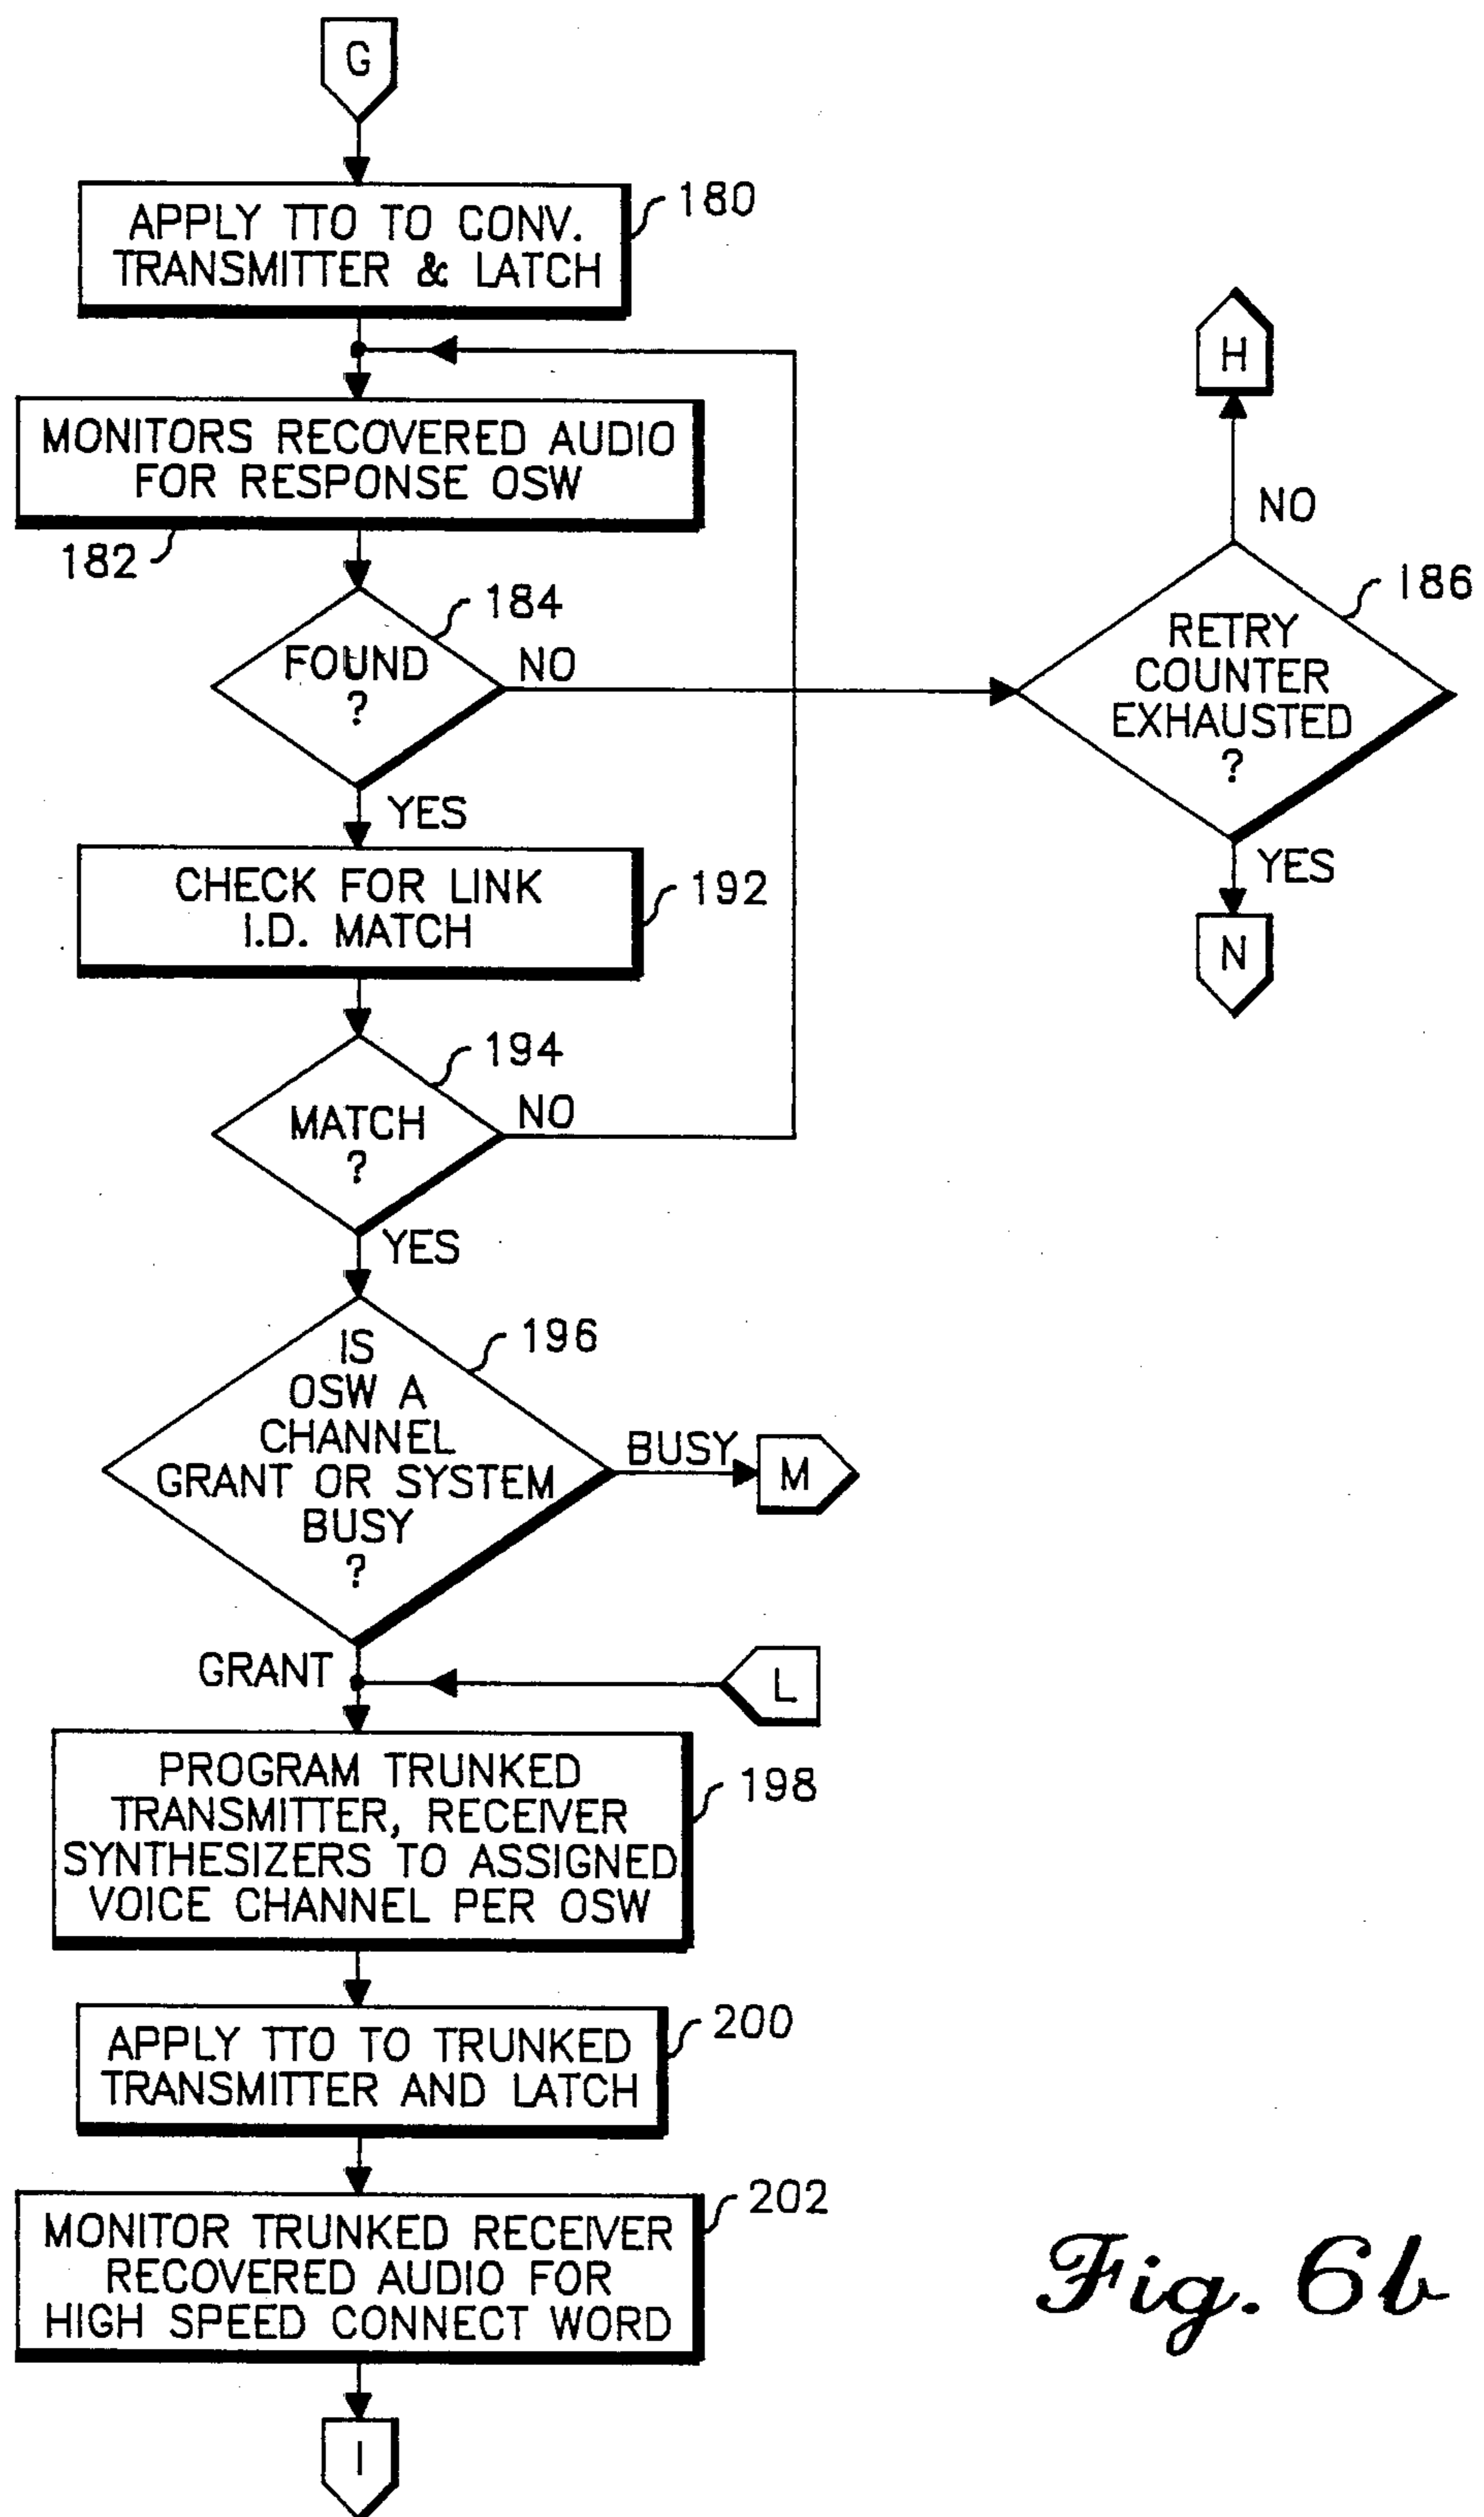 G
APPLY TTO TO CONV.
TRANSMITTER & LATCH
180
MONITORS RECOVERED AUDIO
FOR RESPONSE OSW
182
FOUND
?
184
NO
YES
H
NO
RETRY
COUNTER
EXHAUSTED
?
186
YES
N
CHECK FOR LINK
I.D. MATCH
192
MATCH
?
194
NO
YES
IS
OSW A
CHANNEL
GRANT OR SYSTEM
BUSY
?
196
BUSY
M
GRANT
L
PROGRAM TRUNKED
TRANSMITTER, RECEIVER
SYNTHESIZERS TO ASSIGNED
VOICE CHANNEL PER OSW
198
APPLY TTO TO TRUNKED
TRANSMITTER AND LATCH
200
MONITOR TRUNKED RECEIVER
RECOVERED AUDIO FOR
HIGH SPEED CONNECT WORD
202
I
Fig. 6b